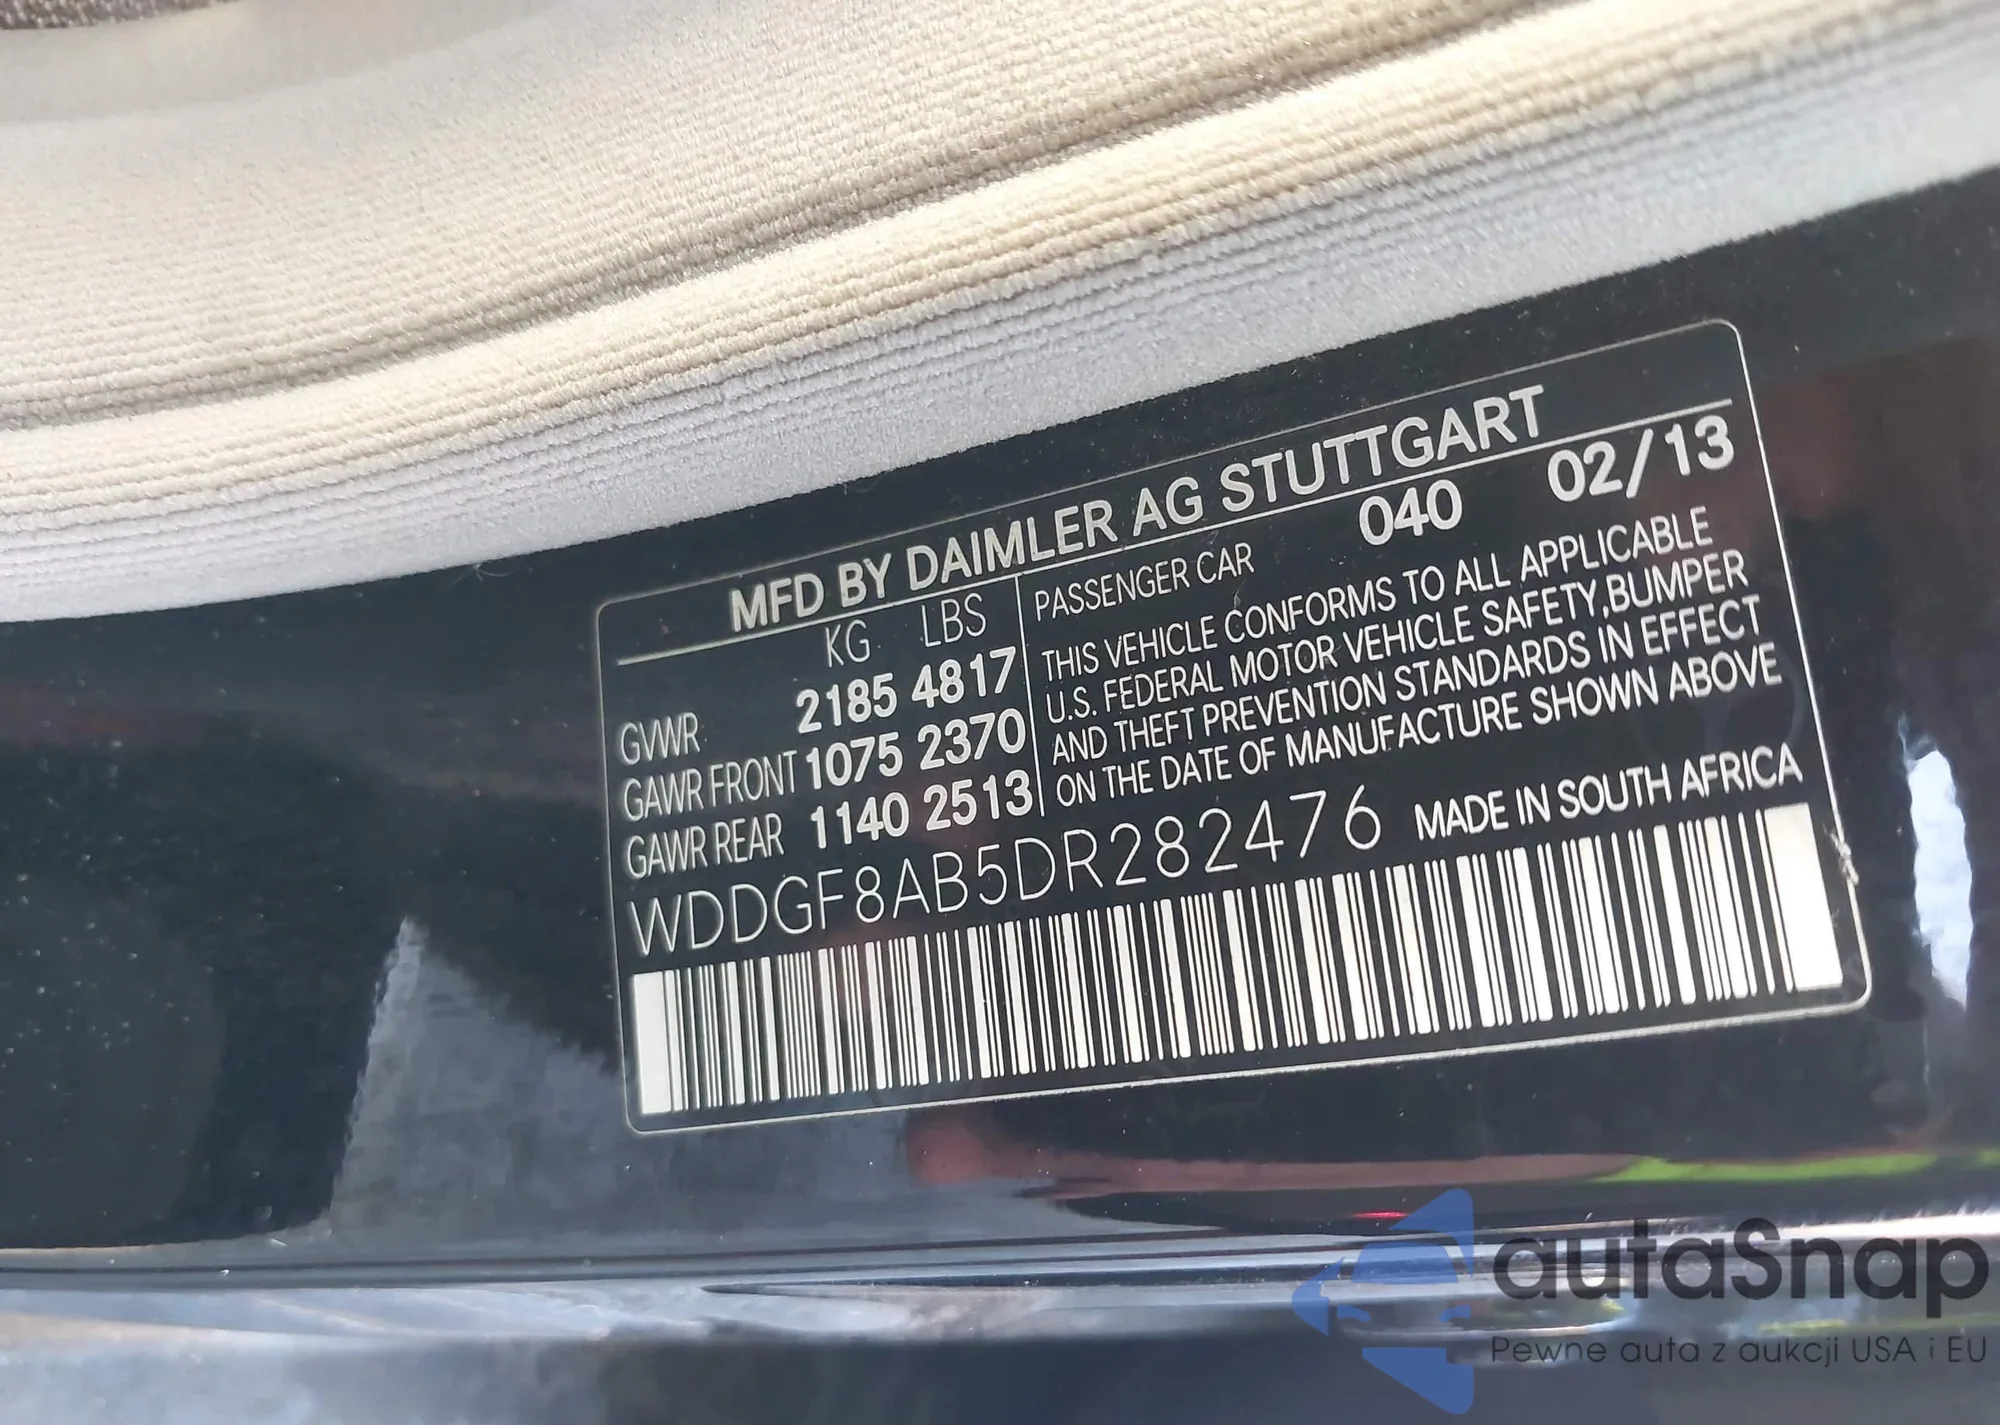 MFD BY DAIMLER AG STUTTGART
KG LBS
GVWR 2185 4817
GAWR FRONT 1075 2370
GAWR REAR 1140 2513
PASSENGER CAR 040 02/13
THIS VEHICLE CONFORMS TO ALL APPLICABLE
U.S. FEDERAL MOTOR VEHICLE SAFETY,BUMPER
AND THEFT PREVENTION STANDARDS IN EFFECT
ON THE DATE OF MANUFACTURE SHOWN ABOVE
WDDGF8AB5DR282476 MADE IN SOUTH AFRICA
autaSnap
Pewne auta z aukcji USA i EU